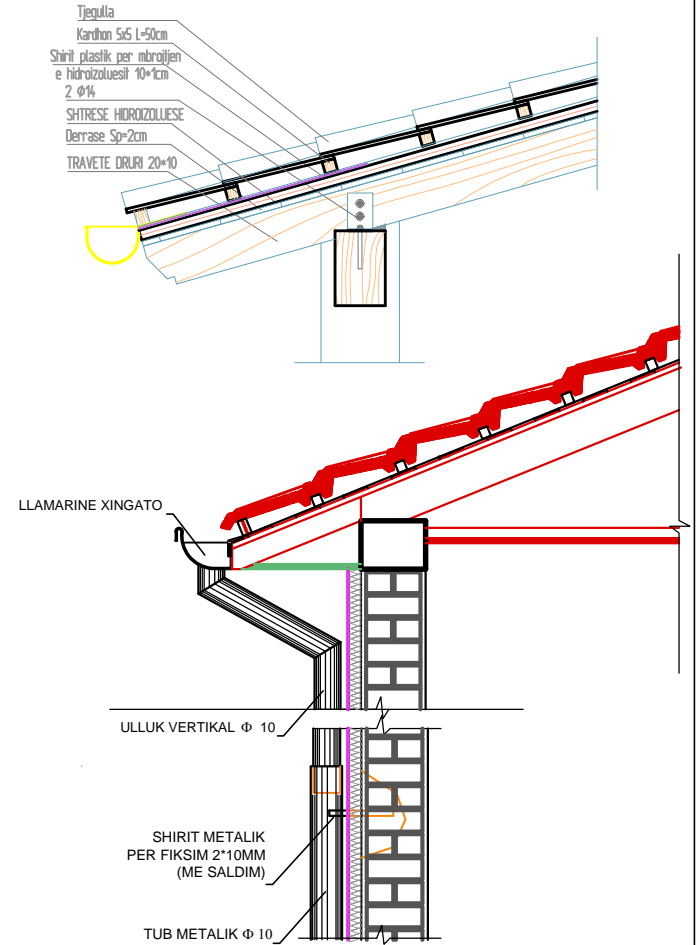 Tjegulla
Kardhon 5x5 L=50cm
Shirit plastik per mbrojtjen
e hidroizoluesit 10*1cm
2 Ø14
SHTRESE HIDROIZOLUESE
Derrase Sp=2cm
TRAVETE DRURI 20*10
LLAMARINE XINGATO
ULLUK VERTIKAL Φ 10
SHIRIT METALIK
PER FIKSIM 2*10MM
(ME SALDIM)
TUB METALIK Φ 10